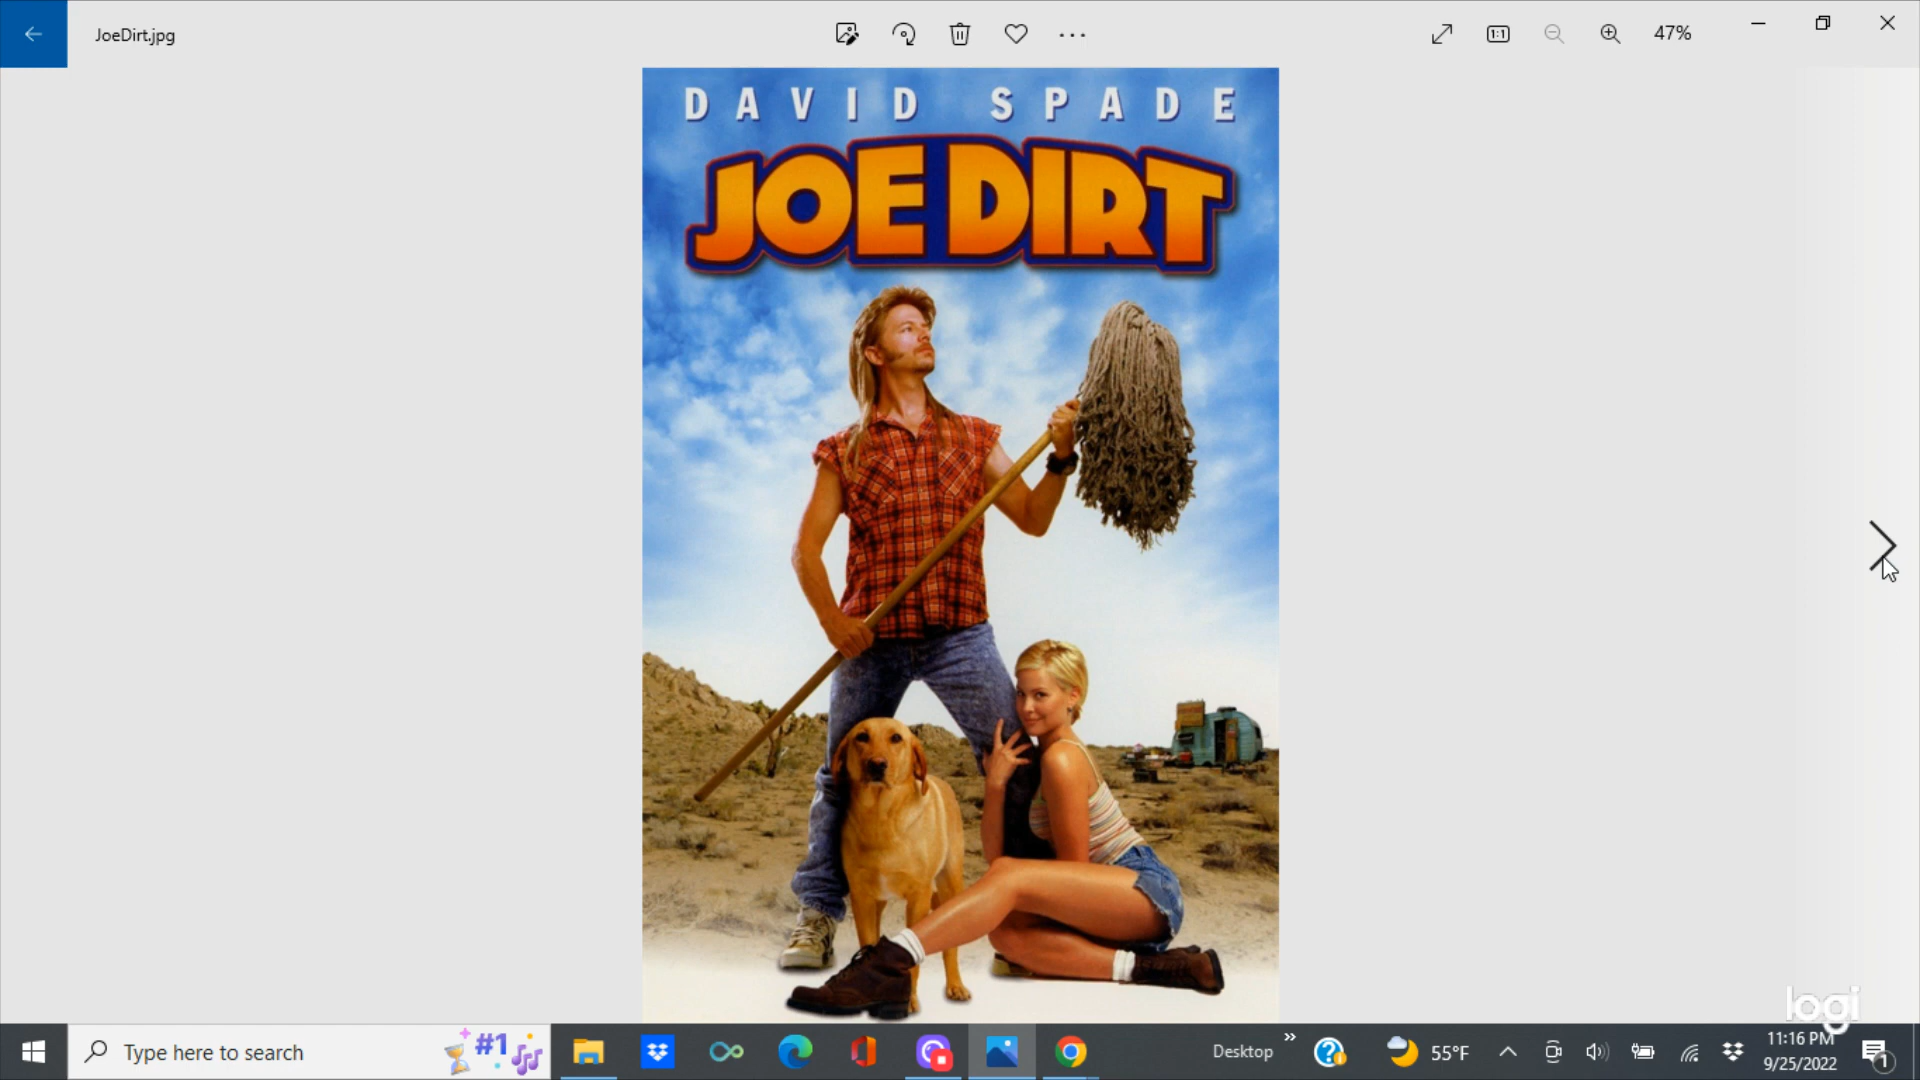 JoeDirt.jpg
47%
DAVID SPADE
JOE DIRT
logi
Type here to search
#1
Desktop
55°F
11:16 PM
9/25/2022
1